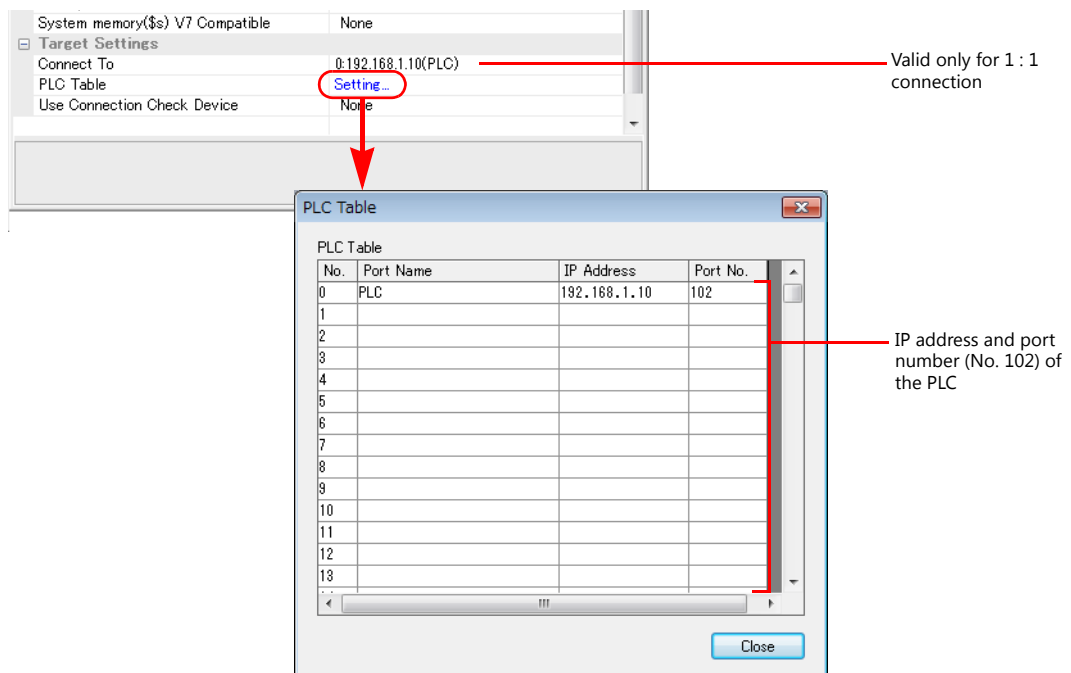 System memory($s) V7 Compatible None
Target Settings
Connect To 0:192.168.1.10(PLC)
PLC Table Setting...
Use Connection Check Device None
Valid only for 1 : 1
connection
PLC Table
PLC Table
No. Port Name IP Address Port No.
0 PLC 192.168.1.10 102
1
2
3
4
5
6
7
8
9
10
11
12
13
IP address and port
number (No. 102) of
the PLC
Close